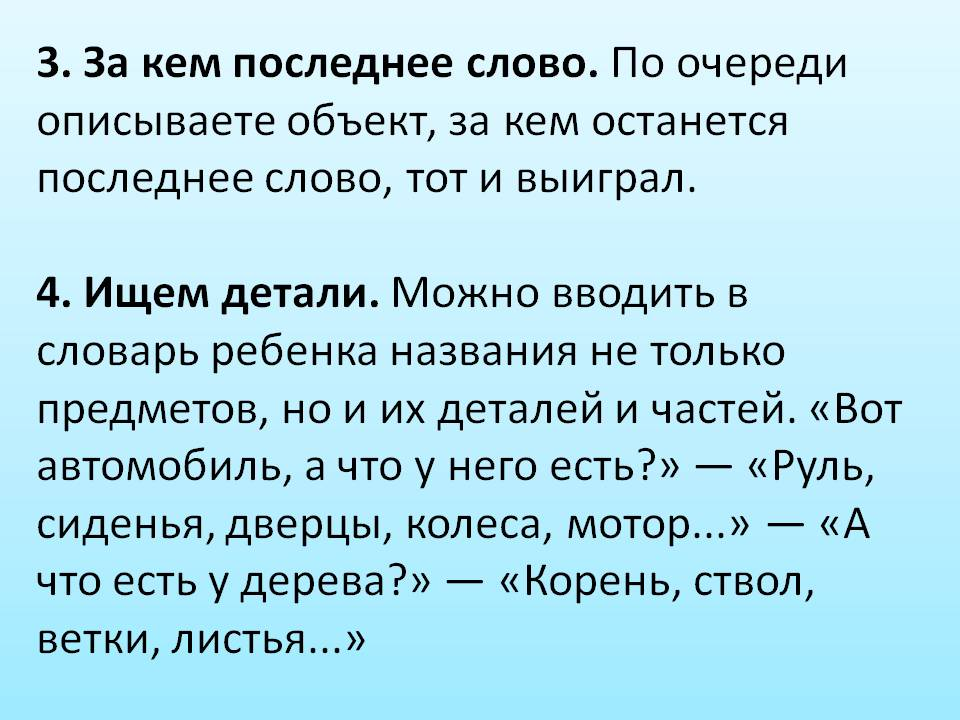 3. За кем последнее слово. По очереди
описываете объект, за кем останется
последнее слово, тот и выиграл.
4. Ищем детали. Можно вводить в
словарь ребенка названия не только
предметов, но и их деталей и частей. «Вот
автомобиль, а что у него есть?» — «Руль,
сиденья, дверцы, колеса, мотор...» — «А
что есть у дерева?» — «Корень, ствол,
ветки, листья...»